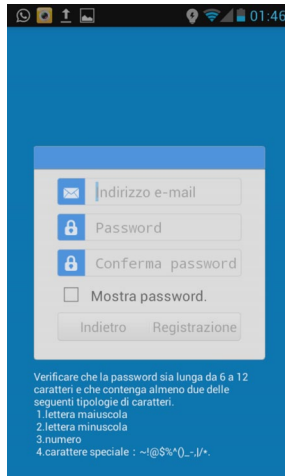 01:46
Indirizzo e-mail
Password
Conferma password
Mostra password.
Indietro Registrazione
Verificare che la password sia lunga da 6 a 12
caratteri e che contenga almeno due delle
seguenti tipologie di caratteri.
1.lettera maiuscola
2.lettera minuscola
3.numero
4.carattere speciale : ~!@$%^()_-,|/*.